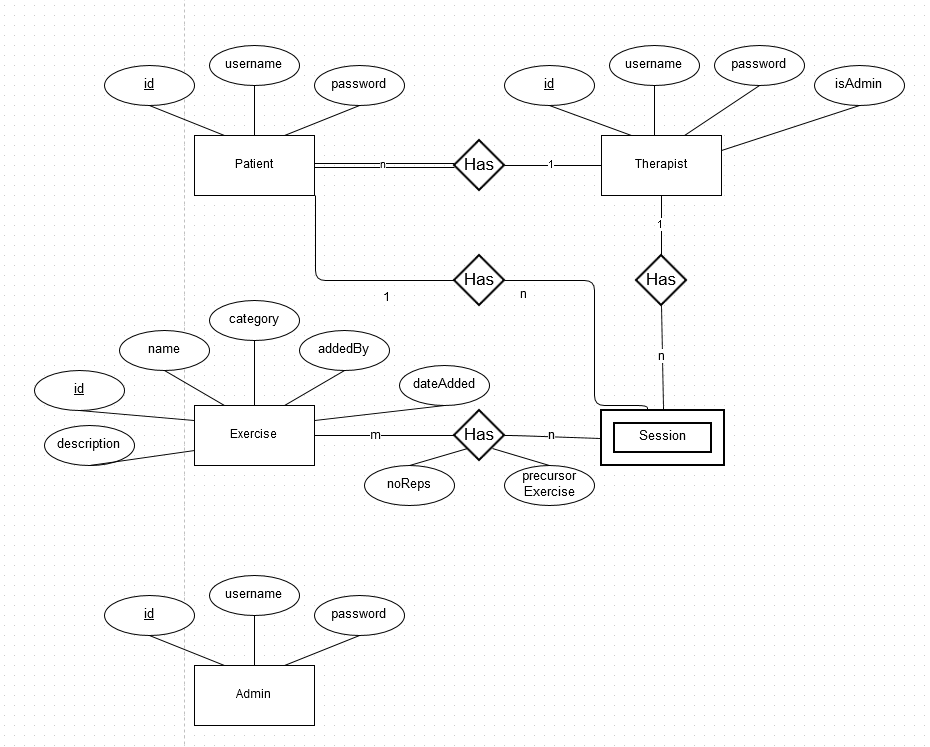 username
username
password
id
password
id
isAdmin
Patient
n
Has
1
Therapist
1
Has
Has
1
n
category
name
addedBy
n
id
dateAdded
Exercise
m
Has
n
Session
description
noReps
precursor
Exercise
username
id
password
Admin